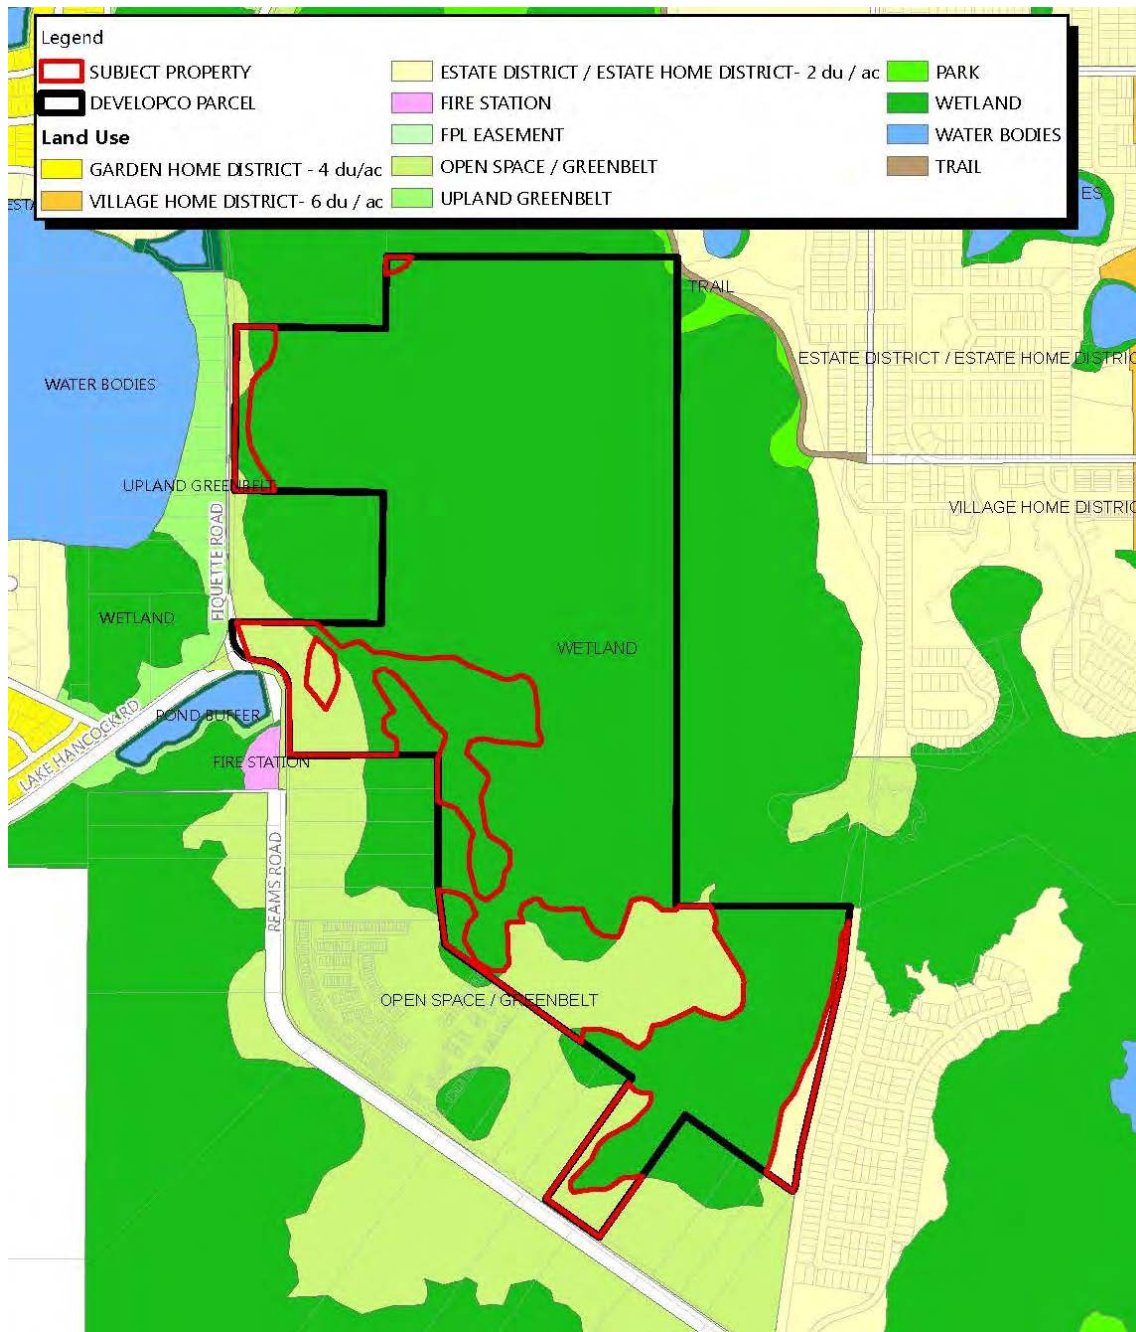 Legend
SUBJECT PROPERTY
DEVELOPCO PARCEL
Land Use
GARDEN HOME DISTRICT - 4 du/ac
VILLAGE HOME DISTRICT- 6 du / ac
ESTATE DISTRICT / ESTATE HOME DISTRICT- 2 du / ac
FIRE STATION
FPL EASEMENT
OPEN SPACE / GREENBELT
UPLAND GREENBELT
PARK
WETLAND
WATER BODIES
TRAIL
ES
TRAIL
ESTATE DISTRICT / ESTATE HOME DISTRIC
WATER BODIES
UPLAND GREENBELT
VILLAGE HOME DISTRIC
FIQUETTE ROAD
WETLAND
WETLAND
POND BUFFER
LAKE HANCOCK RD
FIRE STATION
REAMS ROAD
OPEN SPACE / GREENBELT